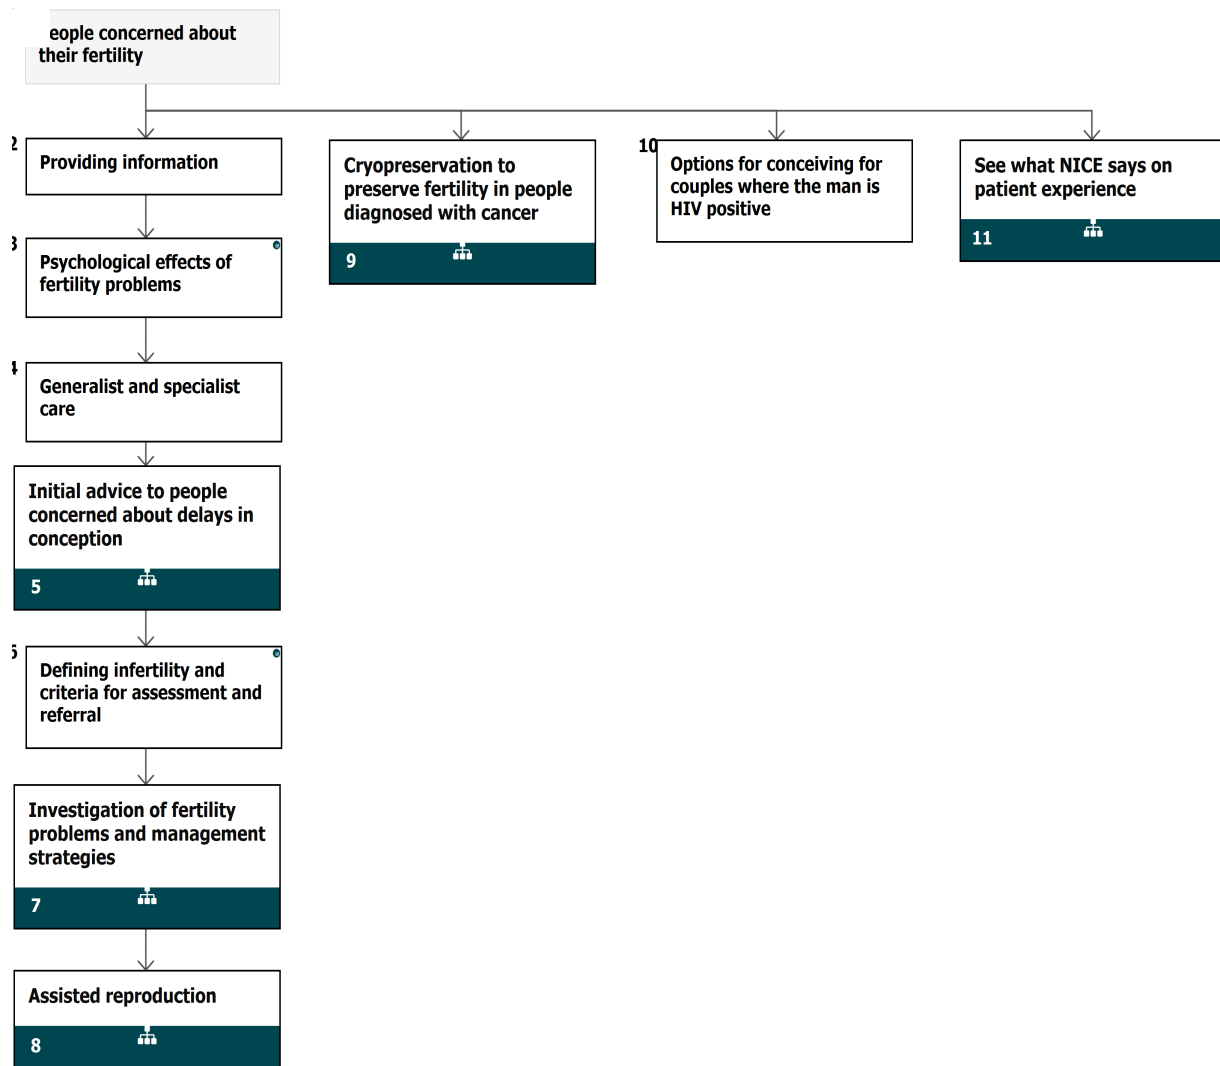 eople concerned about
their fertility
2
Providing information
3
Psychological effects of
fertility problems
4
Generalist and specialist
care
Initial advice to people
concerned about delays in
conception
5
Defining infertility and
criteria for assessment and
referral
Investigation of fertility
problems and management
strategies
7
Assisted reproduction
8
Cryopreservation to
preserve fertility in people
diagnosed with cancer
9
10
Options for conceiving for
couples where the man is
HIV positive
See what NICE says on
patient experience
11